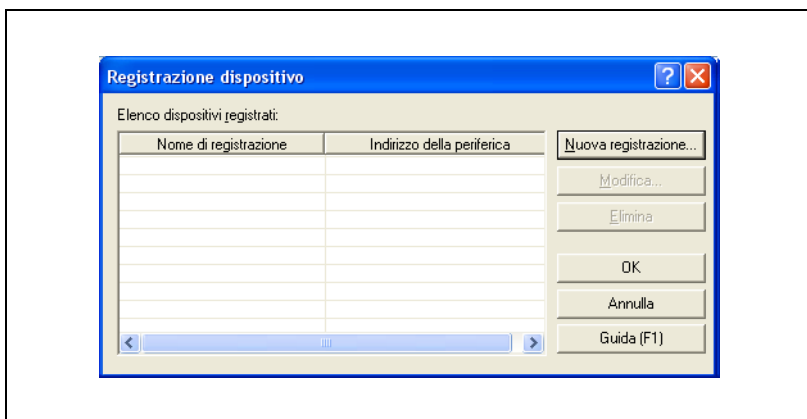 Registrazione dispositivo
Elenco dispositivi registrati:
Nome di registrazione Indirizzo della periferica
Nuova registrazione...
Modifica...
Elimina
OK
Annulla
Guida (F1)